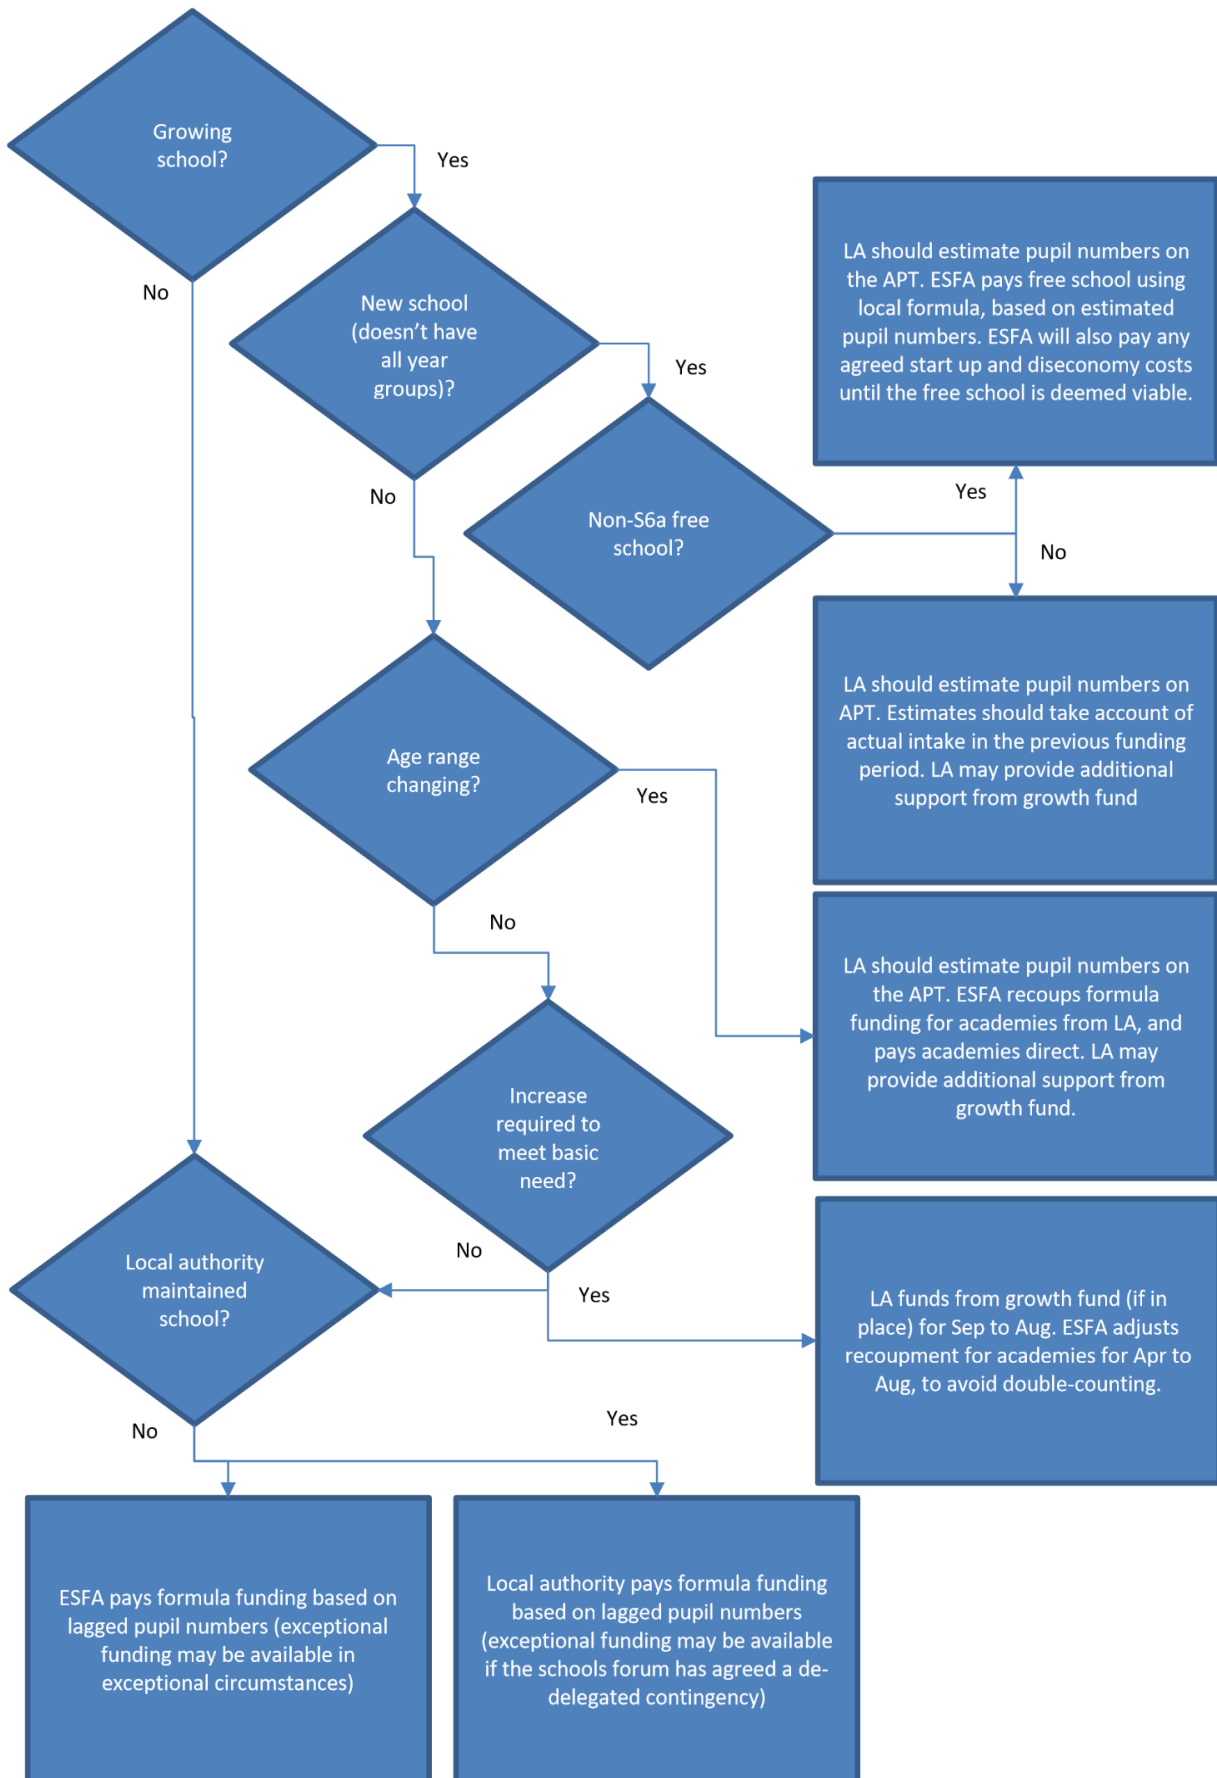 Growing
school?
Yes
No
New school
(doesn't have
all year
groups)?
Yes
No
Non-S6a free
school?
Yes
No
LA should estimate pupil numbers on
the APT. ESFA pays free school using
local formula, based on estimated
pupil numbers. ESFA will also pay any
agreed start up and diseconomy costs
until the free school is deemed viable.
LA should estimate pupil numbers on
APT. Estimates should take account of
actual intake in the previous funding
period. LA may provide additional
support from growth fund
Age range
changing?
Yes
No
LA should estimate pupil numbers on
the APT. ESFA recoups formula
funding for academies from LA, and
pays academies direct. LA may
provide additional support from
growth fund.
Increase
required to
meet basic
need?
No
Yes
LA funds from growth fund (if in
place) for Sep to Aug. ESFA adjusts
recoupment for academies for Apr to
Aug, to avoid double-counting.
Local authority
maintained
school?
No
Yes
ESFA pays formula funding based on
lagged pupil numbers (exceptional
funding may be available in
exceptional circumstances)
Local authority pays formula funding
based on lagged pupil numbers
(exceptional funding may be available
if the schools forum has agreed a de-
delegated contingency)